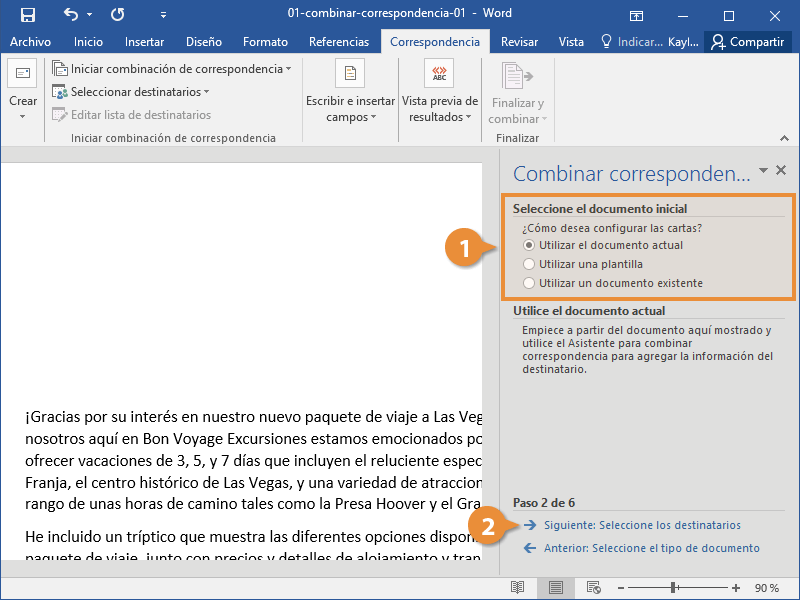 01-combinar-correspondencia-01 - Word
Archivo Inicio Insertar Diseño Formato Referencias Correspondencia Revisar Vista Indicar... Kayl... Compartir
Crear
Iniciar combinación de correspondencia
Seleccionar destinatarios
Editar lista de destinatarios
Iniciar combinación de correspondencia
Escribir e insertar
campos
ABC
Vista previa de
resultados
Finalizar y
combinar
Finalizar
¡Gracias por su interés en nuestro nuevo paquete de viaje a Las Veg
nosotros aquí en Bon Voyage Excursiones estamos emocionados po
ofrecer vacaciones de 3, 5, y 7 días que incluyen el reluciente espec
Franja, el centro histórico de Las Vegas, y una variedad de atraccion
rango de unas horas de camino tales como la Presa Hoover y el Gra
He incluido un tríptico que muestra las diferentes opciones dispon
paquete de viaje, junto con precios y detalles de alojamiento y tran
Combinar corresponden...
1
Seleccione el documento inicial
¿Cómo desea configurar las cartas?
Utilizar el documento actual
Utilizar una plantilla
Utilizar un documento existente
Utilice el documento actual
Empiece a partir del documento aquí mostrado y
utilice el Asistente para combinar
correspondencia para agregar la información del
destinatario.
Paso 2 de 6
2
Siguiente: Seleccione los destinatarios
Anterior: Seleccione el tipo de documento
90 %